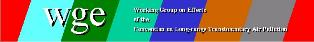 wge
Working Group on Effects
of the
Convention on Long-range Transboundary Air Pollution